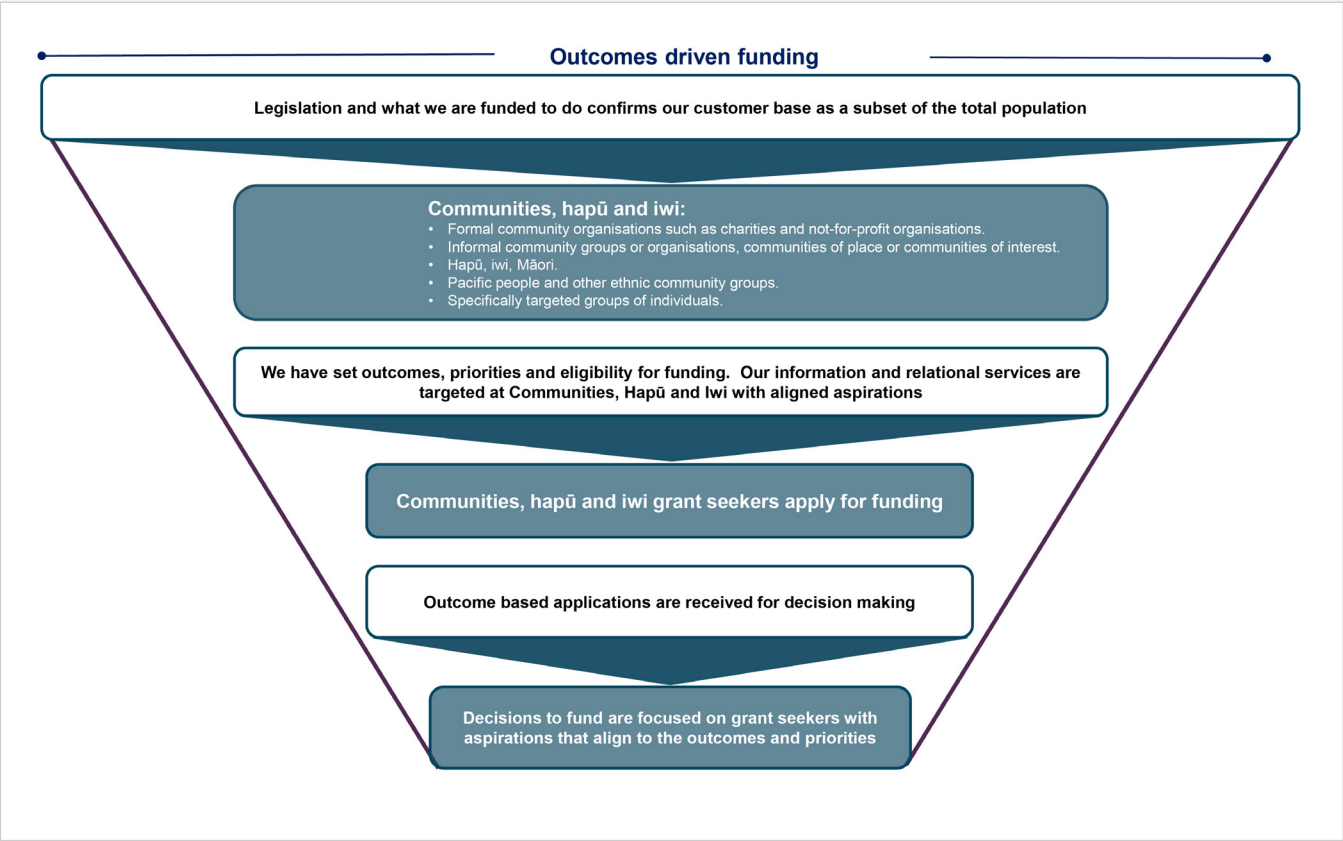 Outcomes driven funding
Legislation and what we are funded to do confirms our customer base as a subset of the total population
Communities, hapū and iwi:
• Formal community organisations such as charities and not-for-profit organisations.
• Informal community groups or organisations, communities of place or communities of interest.
• Hapū, iwi, Māori.
• Pacific people and other ethnic community groups.
• Specifically targeted groups of individuals.
We have set outcomes, priorities and eligibility for funding.  Our information and relational services are
targeted at Communities, Hapū and Iwi with aligned aspirations
Communities, hapū and iwi grant seekers apply for funding
Outcome based applications are received for decision making
Decisions to fund are focused on grant seekers with
aspirations that align to the outcomes and priorities